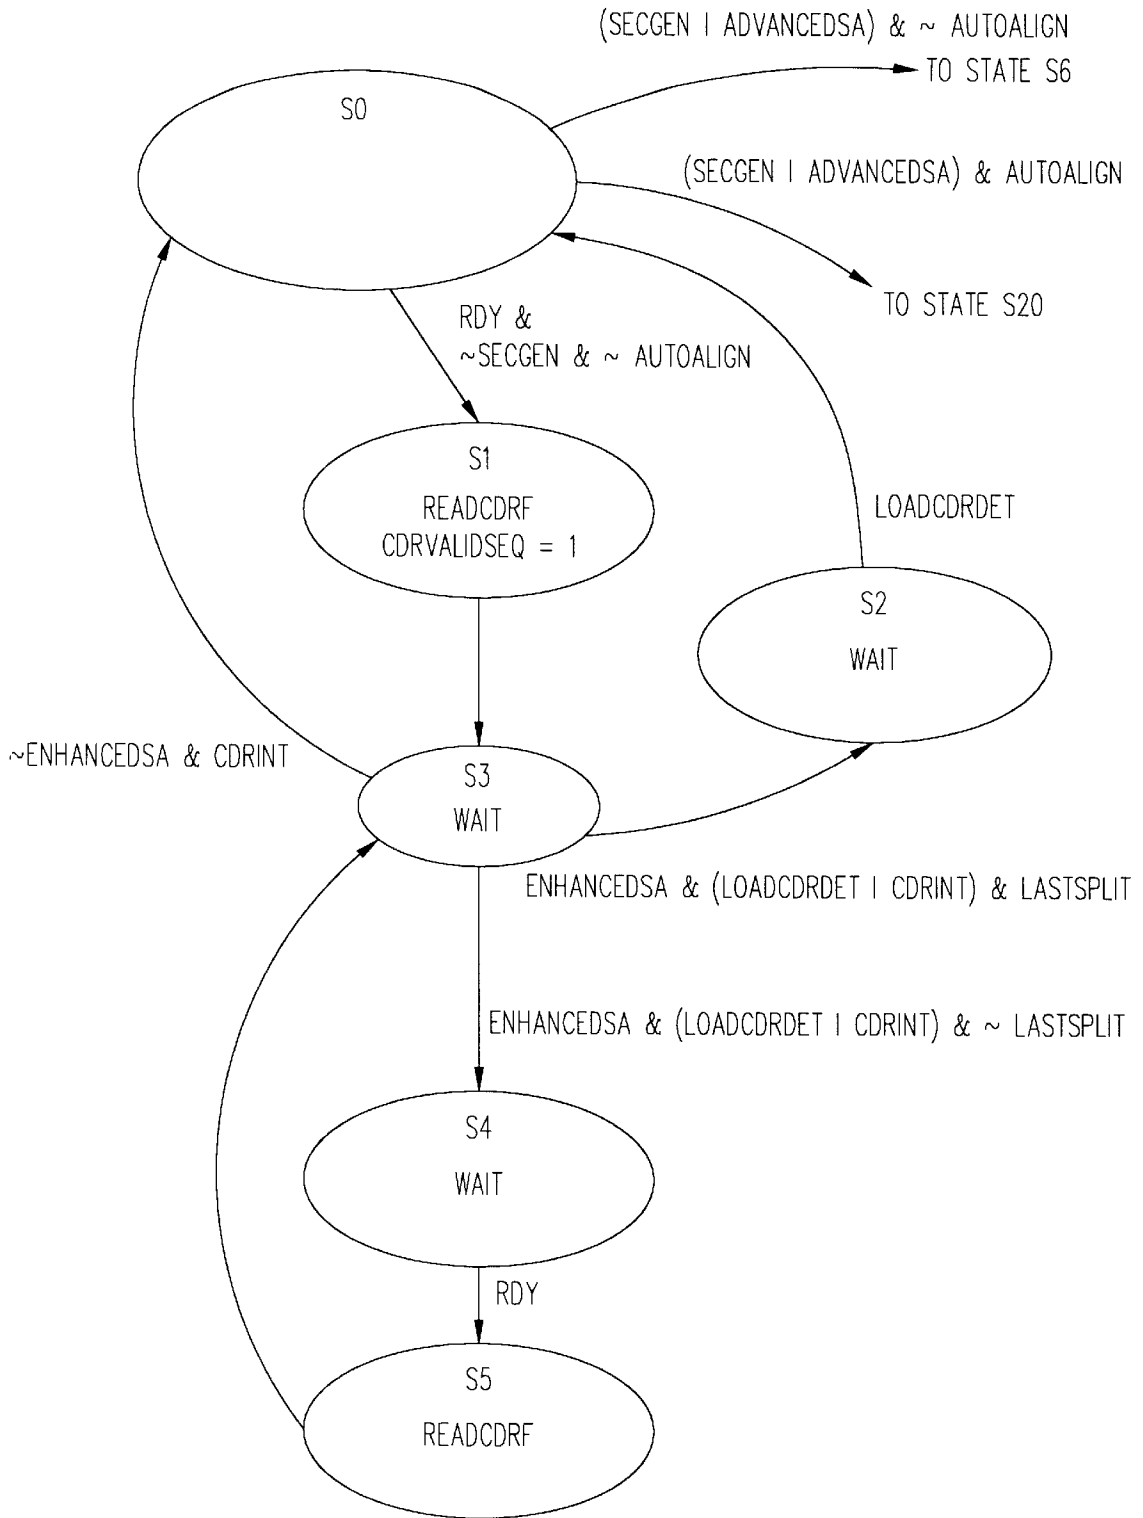 (SECGEN | ADVANCEDSA) & ~ AUTOALIGN
TO STATE S6
S0
(SECGEN | ADVANCEDSA) & AUTOALIGN
TO STATE S20
RDY &
~SECGEN & ~ AUTOALIGN
S1
READCDRF
CDRVALIDSEQ = 1
LOADCDRDET
S2
WAIT
~ENHANCEDSA & CDRINT
S3
WAIT
ENHANCEDSA & (LOADCDRDET | CDRINT) & LASTSPLIT
ENHANCEDSA & (LOADCDRDET | CDRINT) & ~ LASTSPLIT
S4
WAIT
RDY
S5
READCDRF